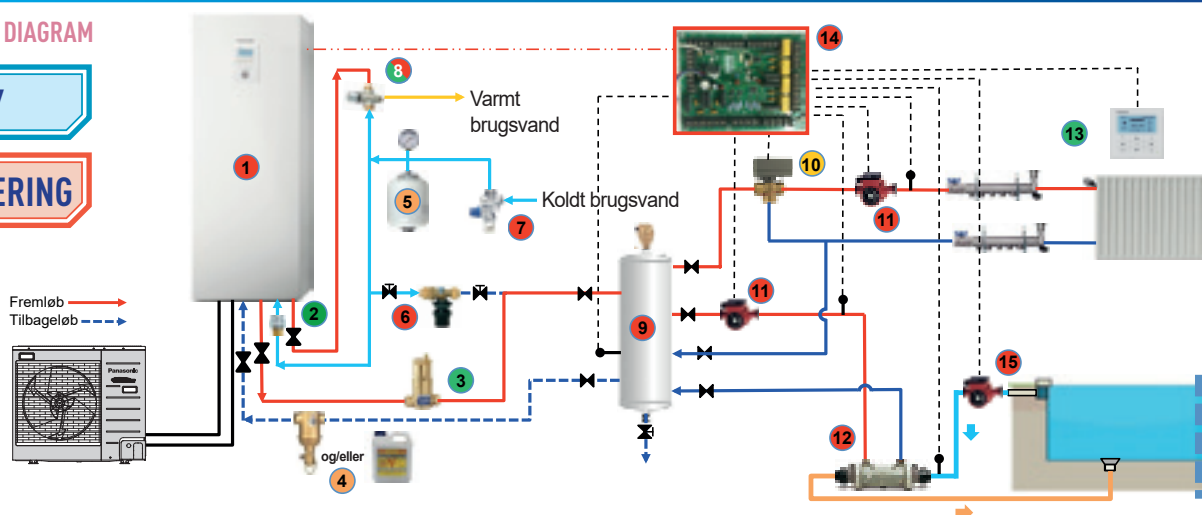 DIAGRAM
ERING
Varmt
brugsvand
Koldt brugsvand
Fremløb
Tilbageløb
Panasonic
og/eller
1
2
3
4
5
6
7
8
9
10
11
11
12
13
14
15